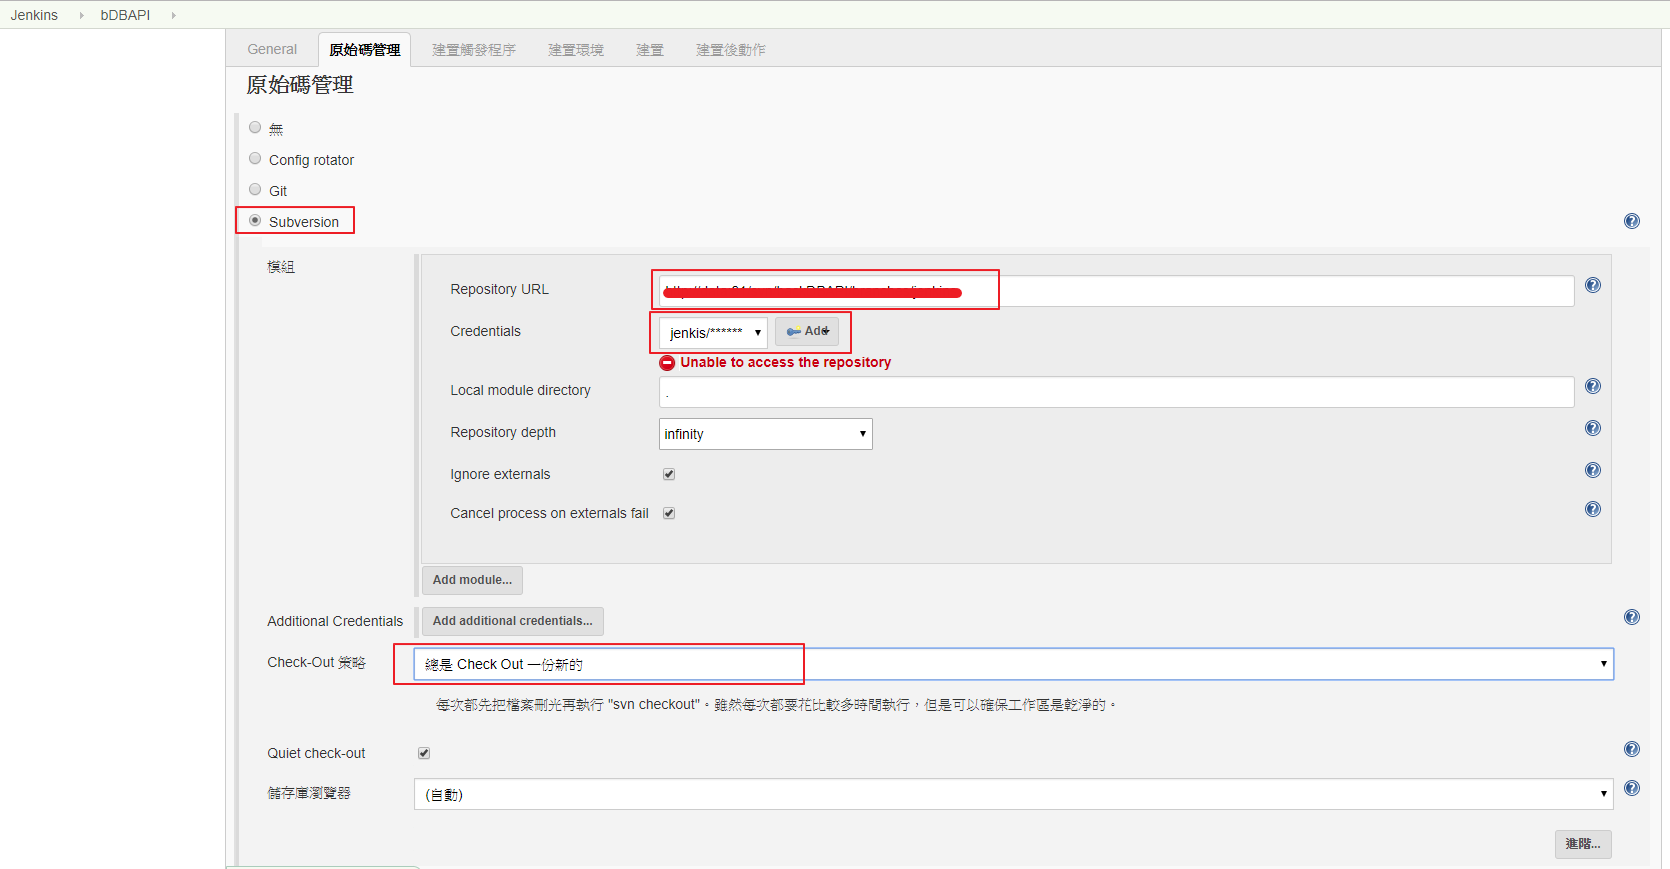 Jenkins bDBAPI
General 原始碼管理 建置觸發程序 建置環境 建置 建置後動作
原始碼管理
無
Config rotator
Git
Subversion
模組
Repository URL
Credentials jenkis/****** Add
Unable to access the repository
Local module directory .
Repository depth infinity
Ignore externals
Cancel process on externals fail
Add module...
Additional Credentials Add additional credentials...
Check-Out 策略 總是 Check Out 一份新的
每次都先把檔案刪光再執行 "svn checkout"。雖然每次都要花比較多時間執行，但是可以確保工作區是乾淨的。
Quiet check-out
儲存庫瀏覽器 (自動)
進階...